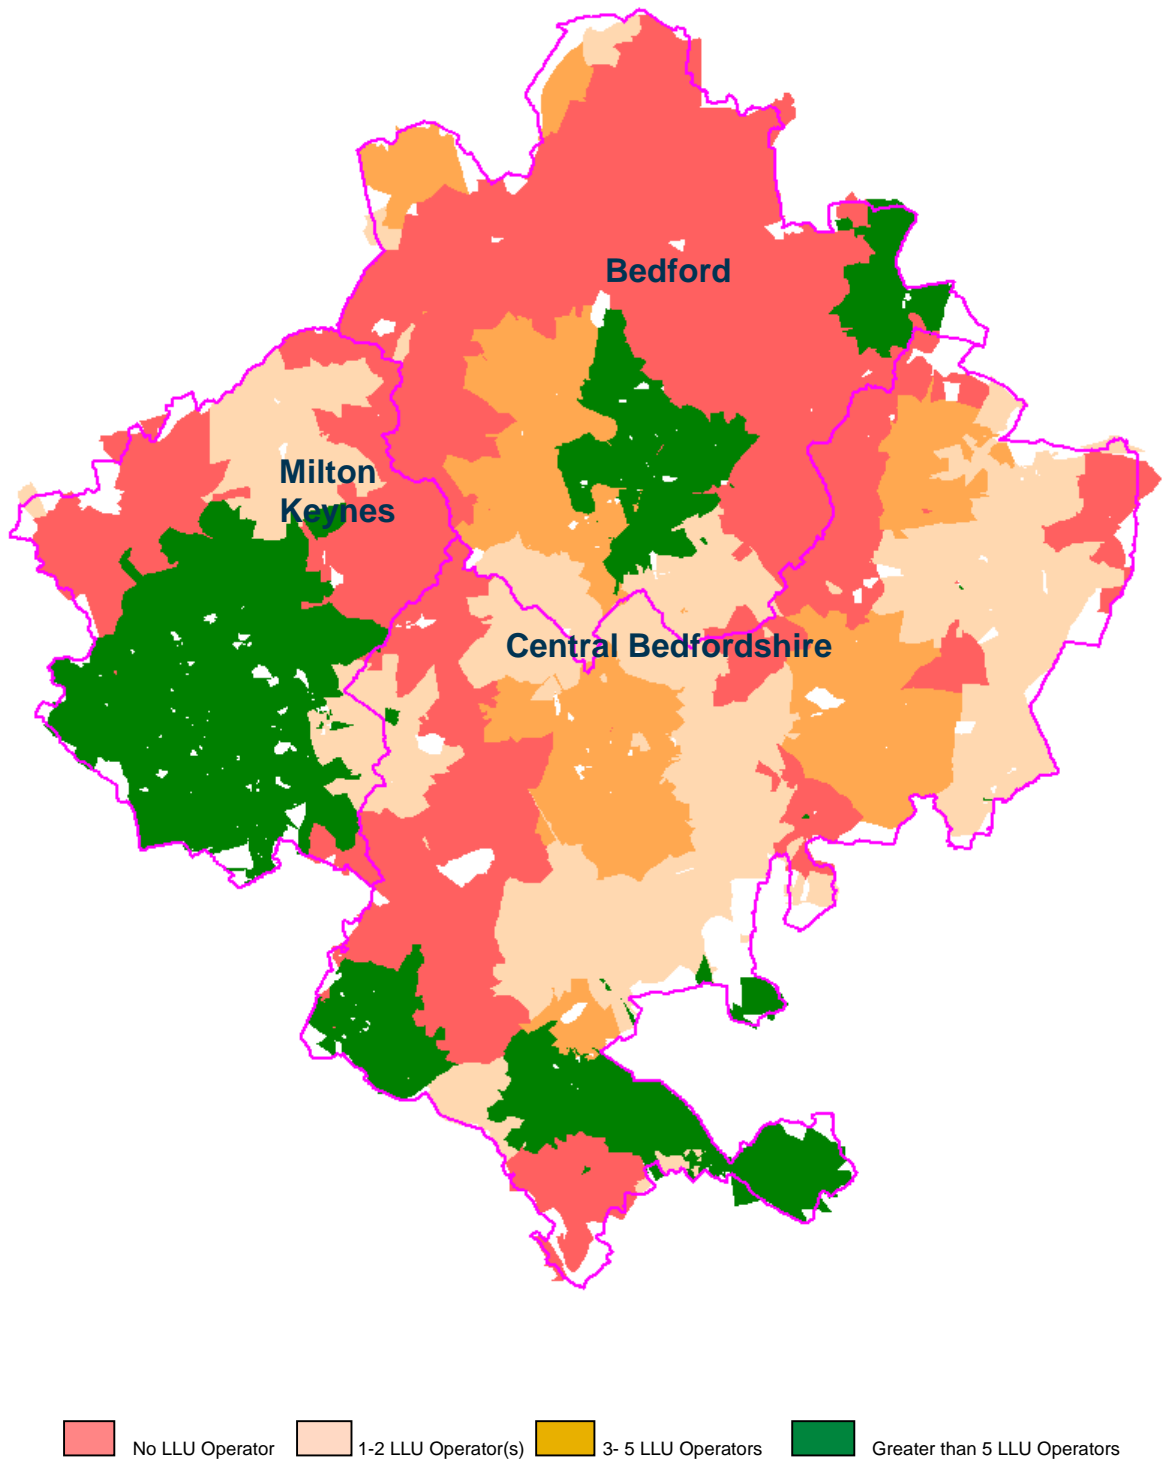 Bedford
Milton
Keynes
Central Bedfordshire
No LLU Operator
1-2 LLU Operator(s)
3- 5 LLU Operators
Greater than 5 LLU Operators